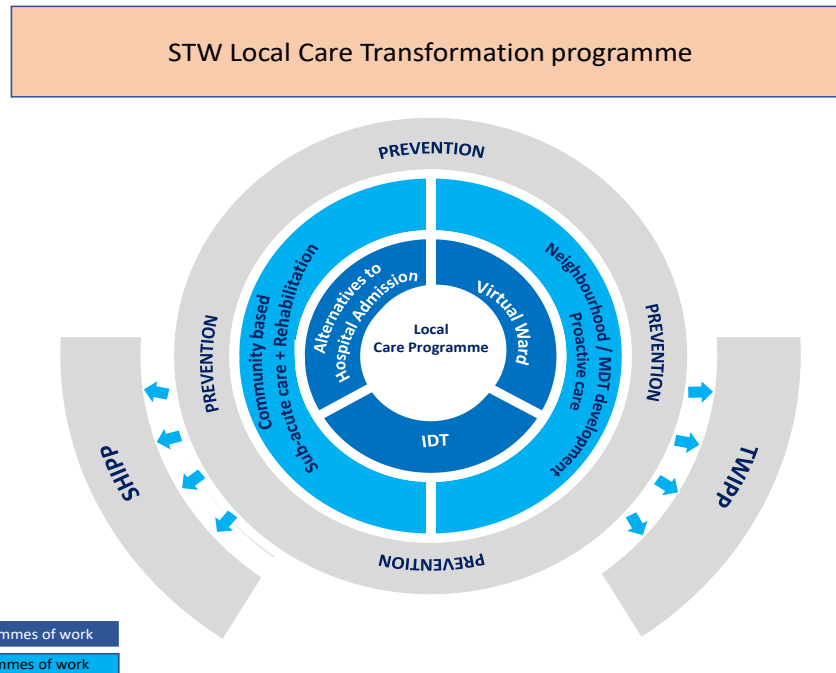 STW Local Care Transformation programme
PREVENTION
PREVENTION
PREVENTION
Community based
Sub-acute care + Rehabilitation
Alternatives to
Hospital Admission
Virtual Ward
Neighbourhood / MDT development
Proactive care
Local
Care Programme
IDT
SHIPP
TWIPP
PREVENTION
mmes of work
mmes of work